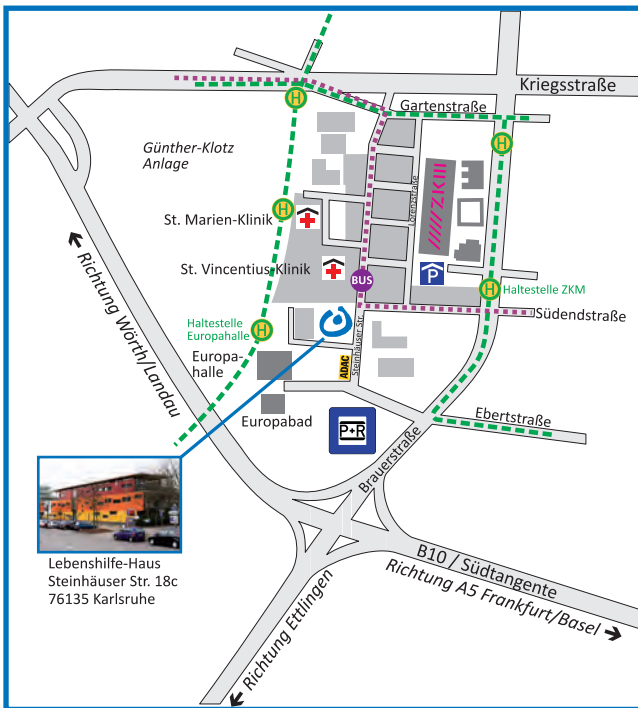 Kriegsstraße
Gartenstraße
H
H
Günther-Klotz
Anlage
Lorenzstraße
ZKM
H
St. Marien-Klinik
St. Vincentius-Klinik
BUS
P
H
Haltestelle ZKM
Südendstraße
Haltestelle
Europahalle
H
Steinhäuser Str.
Europa-
halle
ADAC
Europabad
P+R
Ebertstraße
Brauerstraße
Richtung Wörth/Landau
Lebenshilfe-Haus
Steinhäuser Str. 18c
76135 Karlsruhe
B10 / Südtangente
Richtung A5 Frankfurt/Basel
Richtung Ettlingen